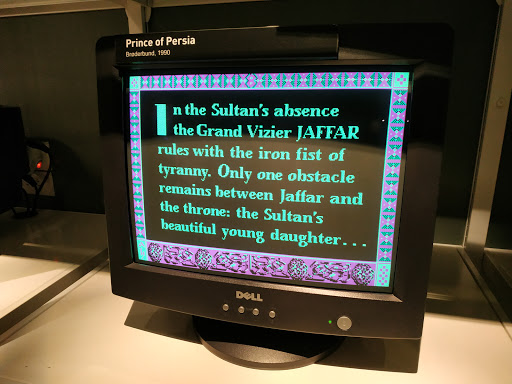 Prince of Persia
Brøderbund, 1990
In the Sultan's absence
the Grand Vizier JAFFAR
rules with the iron fist of
tyranny. Only one obstacle
remains between Jaffar and
the throne: the Sultan's
beautiful young daughter...
DELL